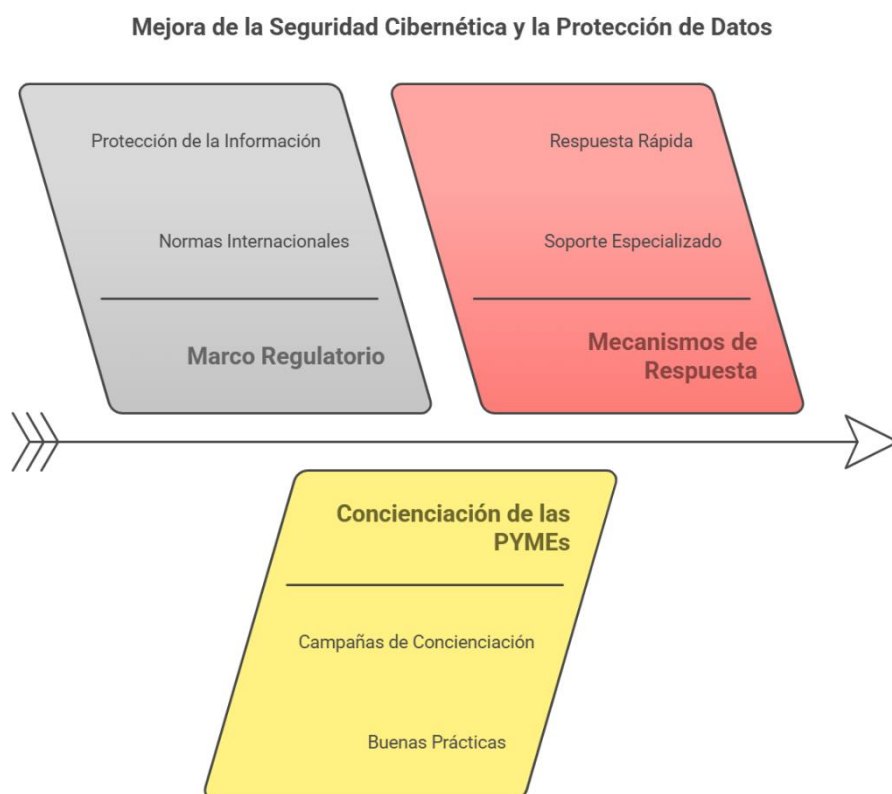 Mejora de la Seguridad Cibernética y la Protección de Datos
Protección de la Información
Normas Internacionales
Marco Regulatorio
Respuesta Rápida
Soporte Especializado
Mecanismos de
Respuesta
Concienciación de las
PYMEs
Campañas de Concienciación
Buenas Prácticas